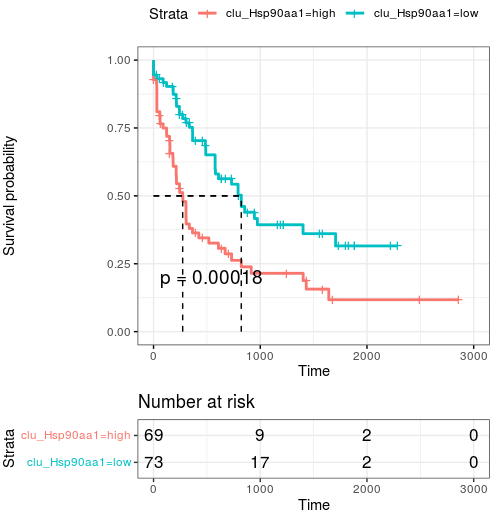 Strata clu_Hsp90aa1=high clu_Hsp90aa1=low
Survival probability
1.00
0.75
0.50
0.25
0.00
p = 0.00018
0 1000 2000 3000
Time
Number at risk
Strata
clu_Hsp90aa1=high 69 9 2 0
clu_Hsp90aa1=low 73 17 2 0
0 1000 2000 3000
Time